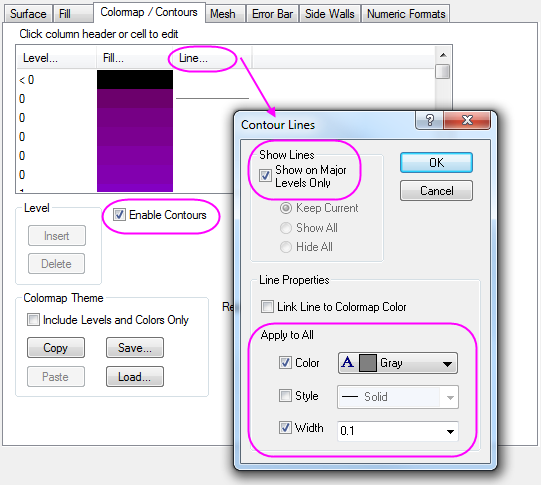 Surface Fill Colormap / Contours Mesh Error Bar Side Walls Numeric Formats
Click column header or cell to edit
Level... Fill... Line...
< 0
0
0
0
0
1
Level
Insert
Delete
Enable Contours
Colormap Theme
Include Levels and Colors Only
Copy Save...
Paste Load...
Contour Lines
Show Lines
Show on Major
Levels Only
Keep Current
Show All
Hide All
OK
Cancel
Line Properties
Link Line to Colormap Color
Apply to All
Color A Gray
Style Solid
Width 0.1